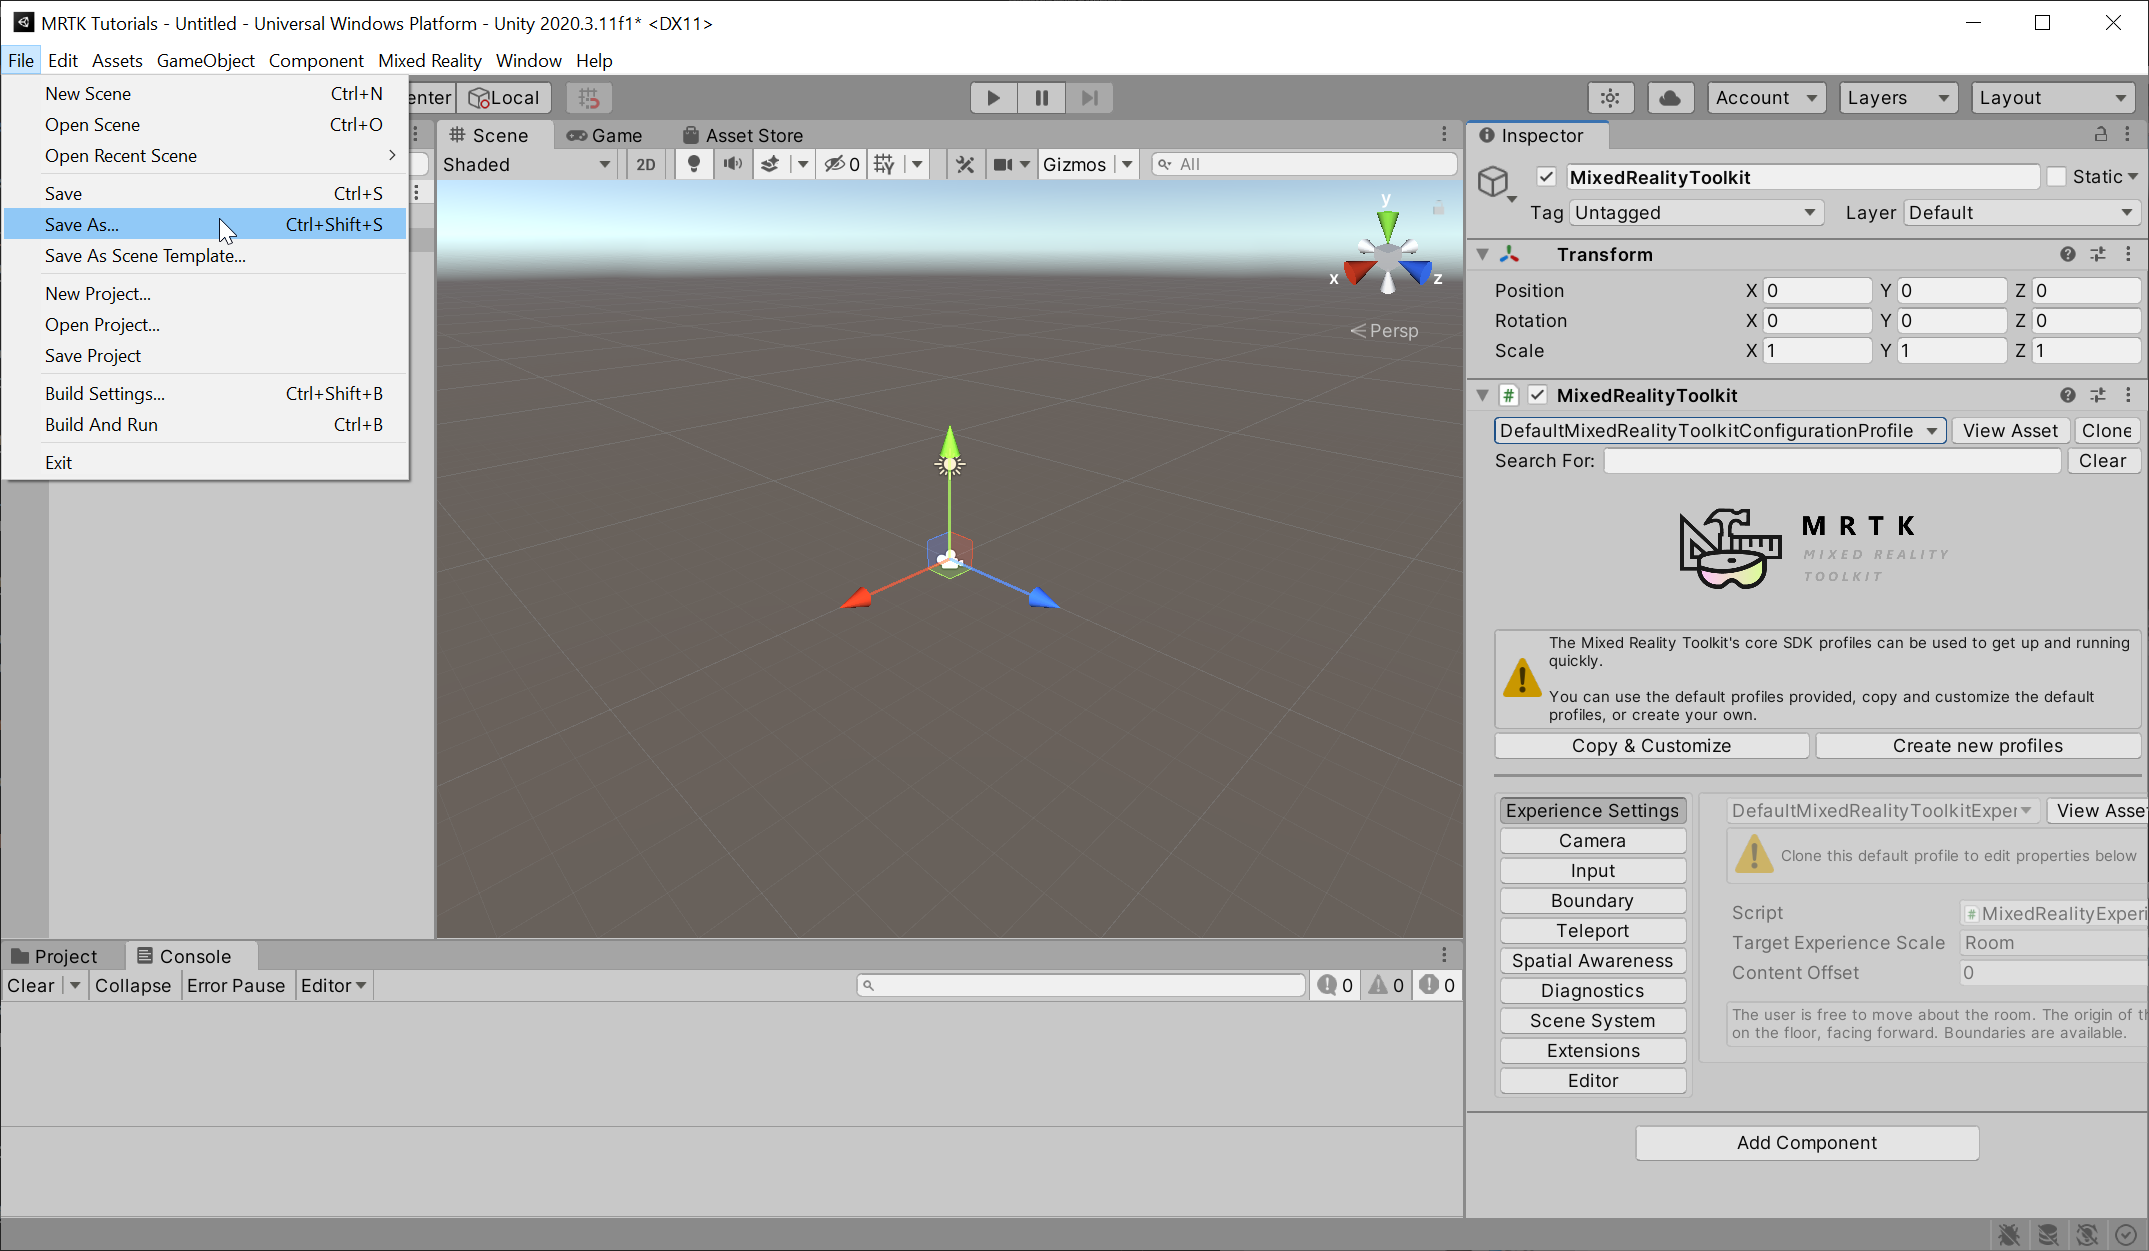 MRTK Tutorials - Untitled - Universal Windows Platform - Unity 2020.3.11f1* <DX11>
File Edit Assets GameObject Component Mixed Reality Window Help
New Scene Ctrl+N
Open Scene Ctrl+O
Open Recent Scene
Save Ctrl+S
Save As... Ctrl+Shift+S
Save As Scene Template...
New Project...
Open Project...
Save Project
Build Settings... Ctrl+Shift+B
Build And Run Ctrl+B
Exit
enter Local
Account Layers Layout
Scene Game Asset Store
Shaded 2D 0 Gizmos All
y
x z
Persp
Inspector
MixedRealityToolkit Static
Tag Untagged Layer Default
Transform
Position X 0 Y 0 Z 0
Rotation X 0 Y 0 Z 0
Scale X 1 Y 1 Z 1
# MixedRealityToolkit
DefaultMixedRealityToolkitConfigurationProfile View Asset Clone
Search For: Clear
MRTK
MIXED REALITY
TOOLKIT
The Mixed Reality Toolkit's core SDK profiles can be used to get up and running
quickly.
You can use the default profiles provided, copy and customize the default
profiles, or create your own.
Copy & Customize Create new profiles
Experience Settings
Camera
Input
Boundary
Teleport
Spatial Awareness
Diagnostics
Scene System
Extensions
Editor
DefaultMixedRealityToolkitExper View Asse
Clone this default profile to edit properties below
Script # MixedRealityExperi
Target Experience Scale Room
Content Offset 0
The user is free to move about the room. The origin of th
on the floor, facing forward. Boundaries are available.
Add Component
Project Console
Clear Collapse Error Pause Editor 0 0 0